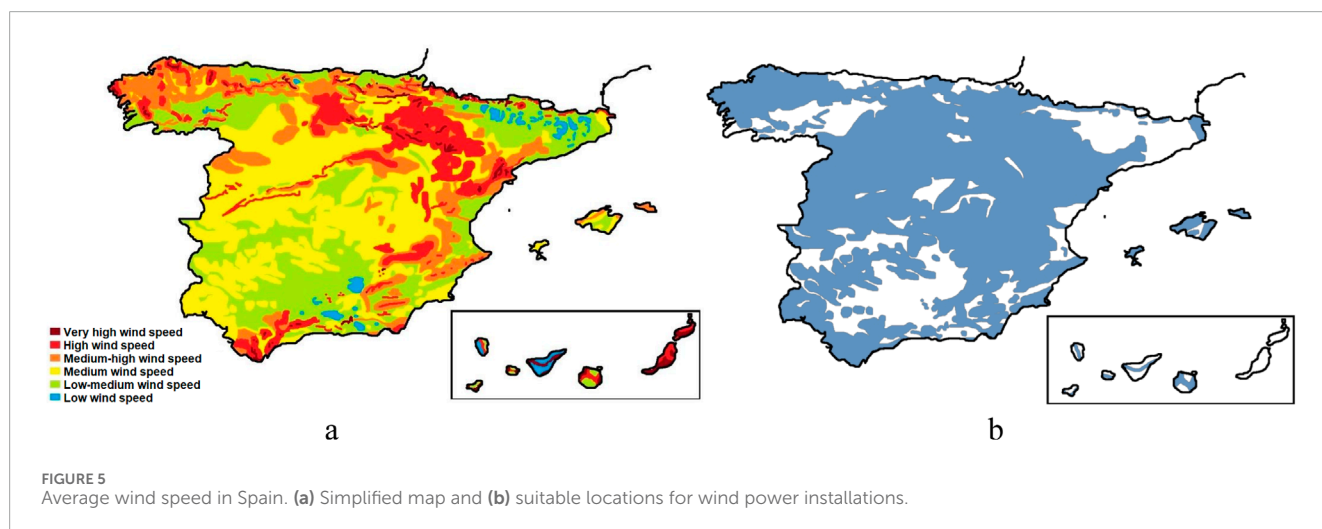 Very high wind speed
High wind speed
Medium-high wind speed
Medium wind speed
Low-medium wind speed
Low wind speed
a
b
FIGURE 5
Average wind speed in Spain. (a) Simplified map and (b) suitable locations for wind power installations.